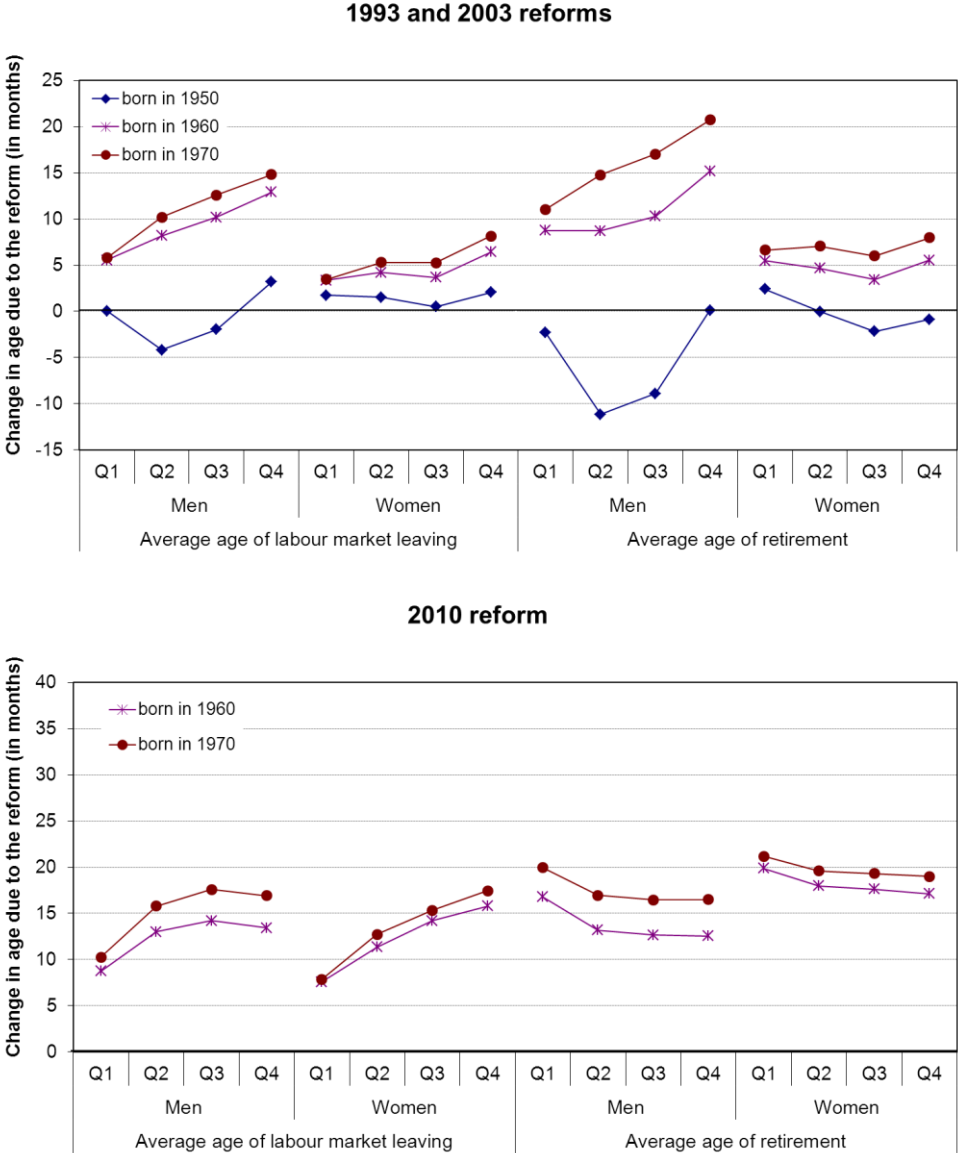 1993 and 2003 reforms
Change in age due to the reform (in months)
25
20
15
10
5
0
-5
-10
-15
born in 1950
born in 1960
born in 1970
Q1 Q2 Q3 Q4 Q1 Q2 Q3 Q4 Q1 Q2 Q3 Q4 Q1 Q2 Q3 Q4
Men Women Men Women
Average age of labour market leaving Average age of retirement
2010 reform
Change in age due to the reform (in months)
40
35
30
25
20
15
10
5
0
born in 1960
born in 1970
Q1 Q2 Q3 Q4 Q1 Q2 Q3 Q4 Q1 Q2 Q3 Q4 Q1 Q2 Q3 Q4
Men Women Men Women
Average age of labour market leaving Average age of retirement